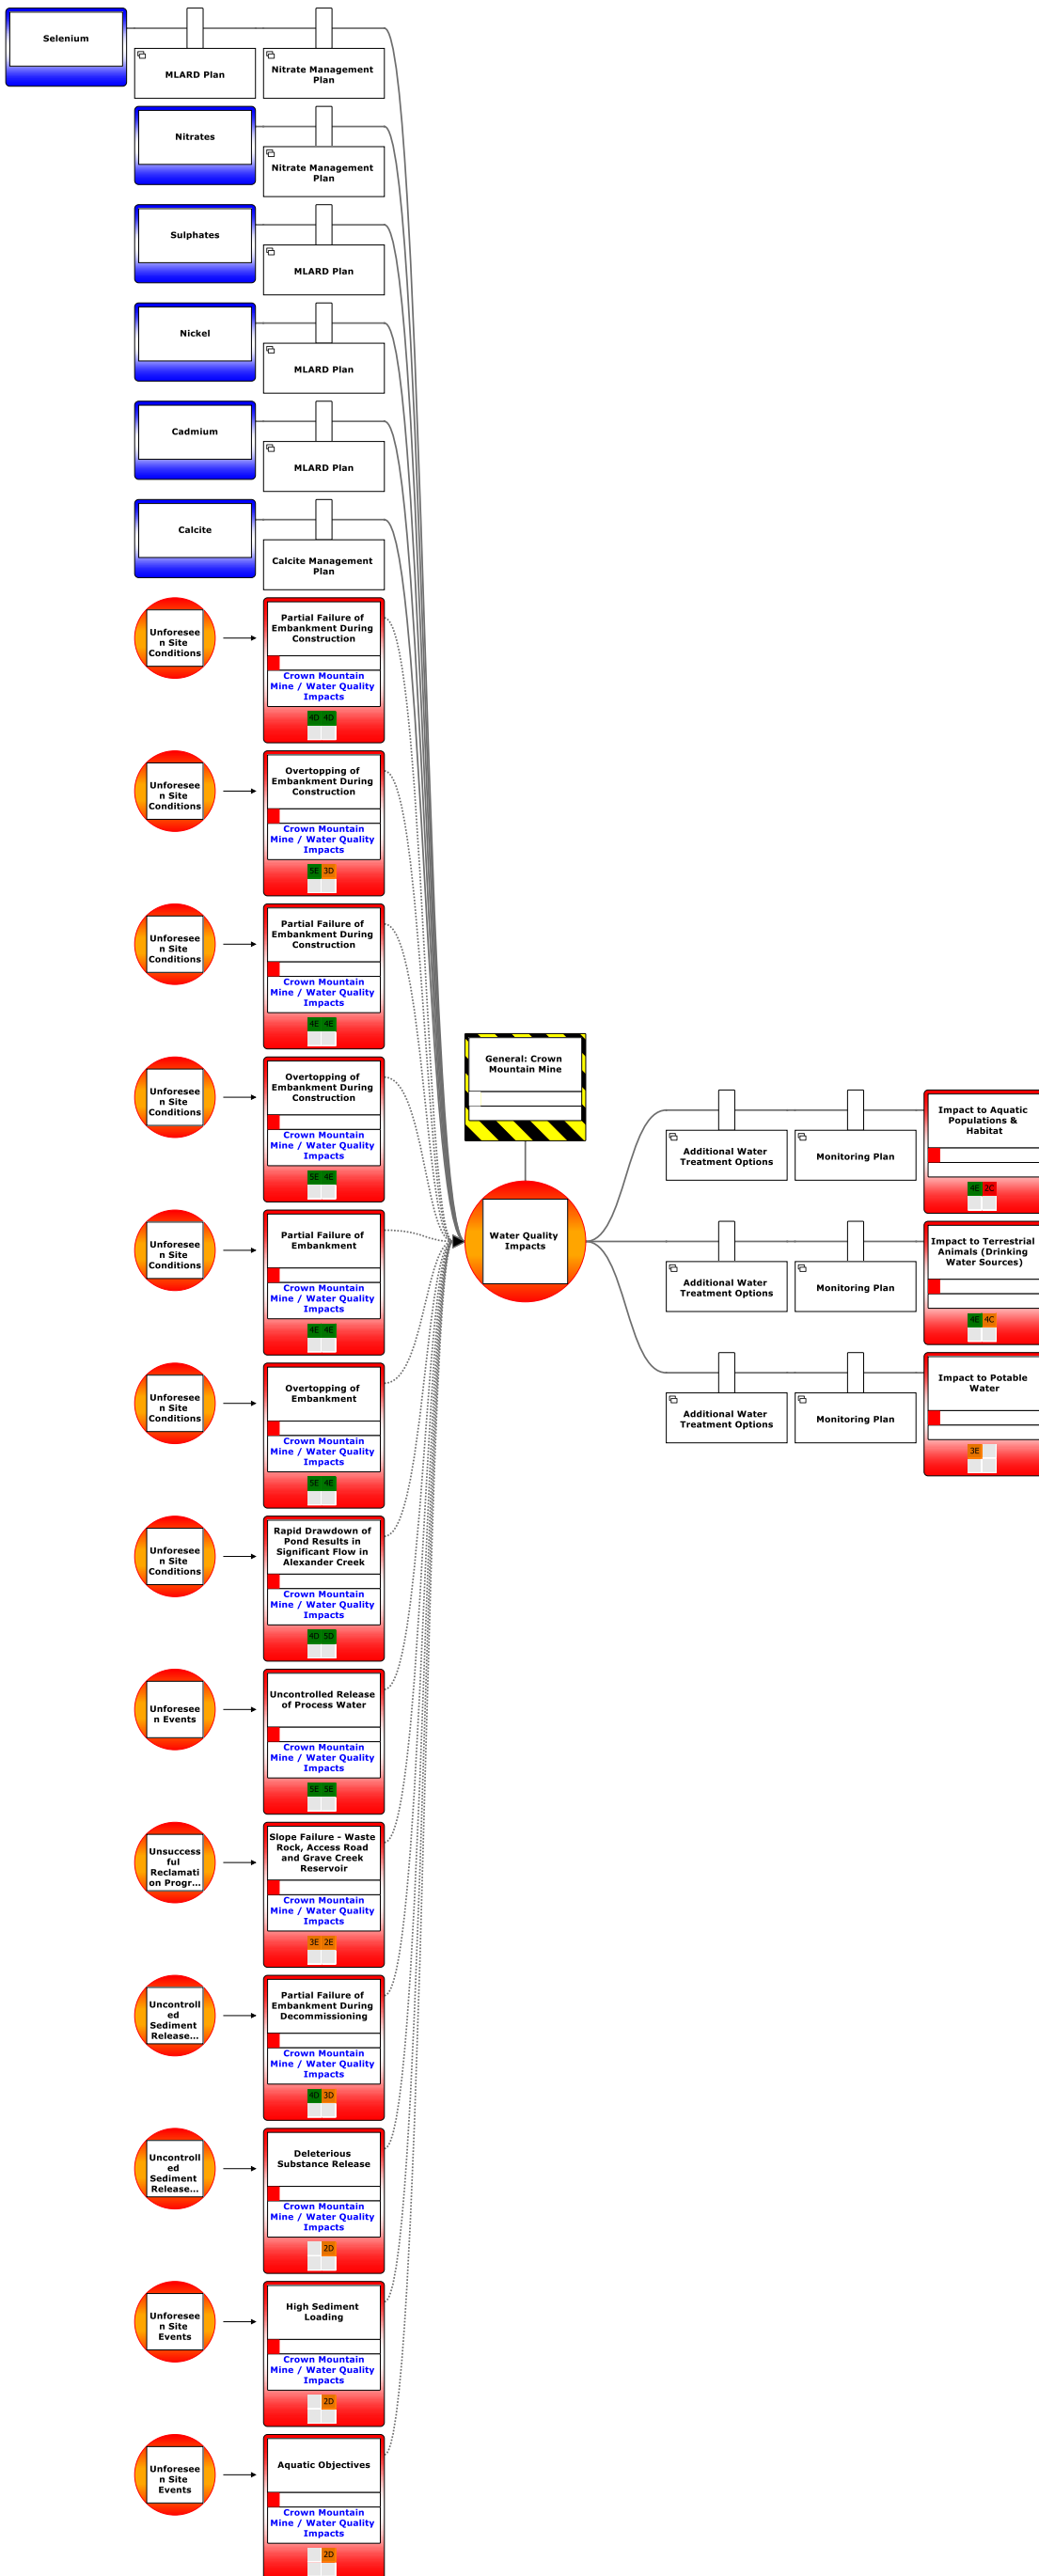 Selenium
MLARD Plan
Nitrate Management
Plan
Nitrates
Nitrate Management
Plan
Sulphates
MLARD Plan
Nickel
MLARD Plan
Cadmium
MLARD Plan
Calcite
Calcite Management
Plan
Unforesee
n Site
Conditions
Partial Failure of
Embankment During
Construction
Crown Mountain
Mine / Water Quality
Impacts
4D 4D
Unforesee
n Site
Conditions
Overtopping of
Embankment During
Construction
Crown Mountain
Mine / Water Quality
Impacts
5E 3D
Unforesee
n Site
Conditions
Partial Failure of
Embankment During
Construction
Crown Mountain
Mine / Water Quality
Impacts
4E 4E
Unforesee
n Site
Conditions
Overtopping of
Embankment During
Construction
Crown Mountain
Mine / Water Quality
Impacts
5E 4E
Unforesee
n Site
Conditions
Partial Failure of
Embankment
Crown Mountain
Mine / Water Quality
Impacts
4E 4E
Unforesee
n Site
Conditions
Overtopping of
Embankment
Crown Mountain
Mine / Water Quality
Impacts
5E 4E
Unforesee
n Site
Conditions
Rapid Drawdown of
Pond Results in
Significant Flow in
Alexander Creek
Crown Mountain
Mine / Water Quality
Impacts
4D 5D
Unforesee
n Events
Uncontrolled Release
of Process Water
Crown Mountain
Mine / Water Quality
Impacts
5E 5E
Unsuccess
ful
Reclamati
on Progr...
Slope Failure - Waste
Rock, Access Road
and Grave Creek
Reservoir
Crown Mountain
Mine / Water Quality
Impacts
3E 2E
Uncontroll
ed
Sediment
Release...
Partial Failure of
Embankment During
Decommissioning
Crown Mountain
Mine / Water Quality
Impacts
4D 3D
Uncontroll
ed
Sediment
Release...
Deleterious
Substance Release
Crown Mountain
Mine / Water Quality
Impacts
2D
Unforesee
n Site
Events
High Sediment
Loading
Crown Mountain
Mine / Water Quality
Impacts
2D
Unforesee
n Site
Events
Aquatic Objectives
Crown Mountain
Mine / Water Quality
Impacts
2D
General: Crown
Mountain Mine
Water Quality
Impacts
Additional Water
Treatment Options
Monitoring Plan
Impact to Aquatic
Populations &
Habitat
4E 2C
Additional Water
Treatment Options
Monitoring Plan
Impact to Terrestrial
Animals (Drinking
Water Sources)
4E 4C
Additional Water
Treatment Options
Monitoring Plan
Impact to Potable
Water
3E